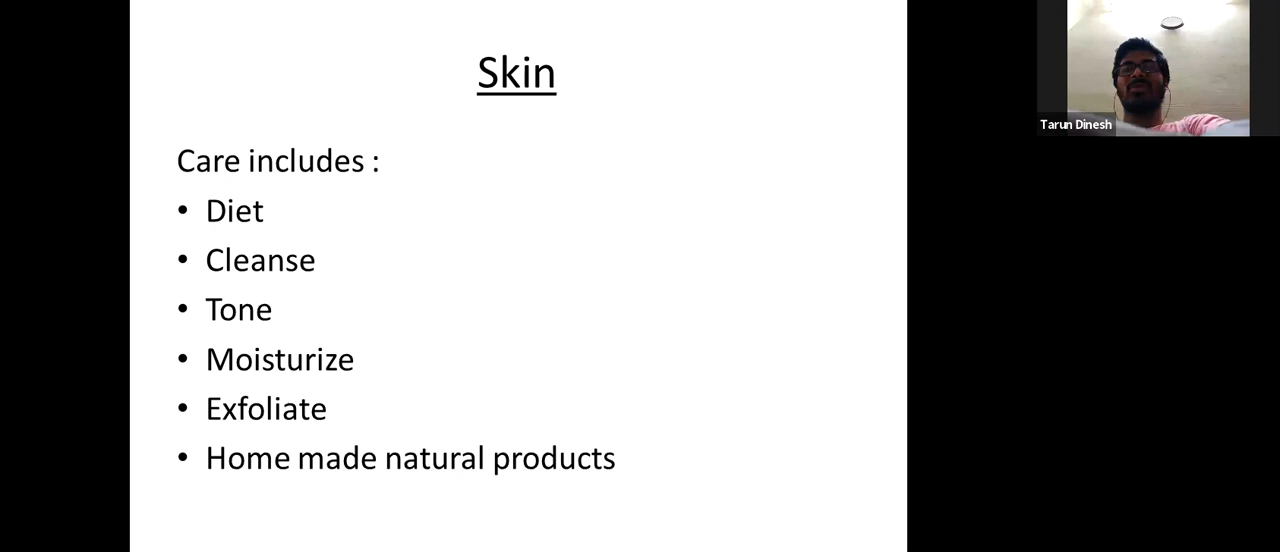 Skin
Care includes :
• Diet
• Cleanse
• Tone
• Moisturize
• Exfoliate
• Home made natural products
Tarun Dinesh